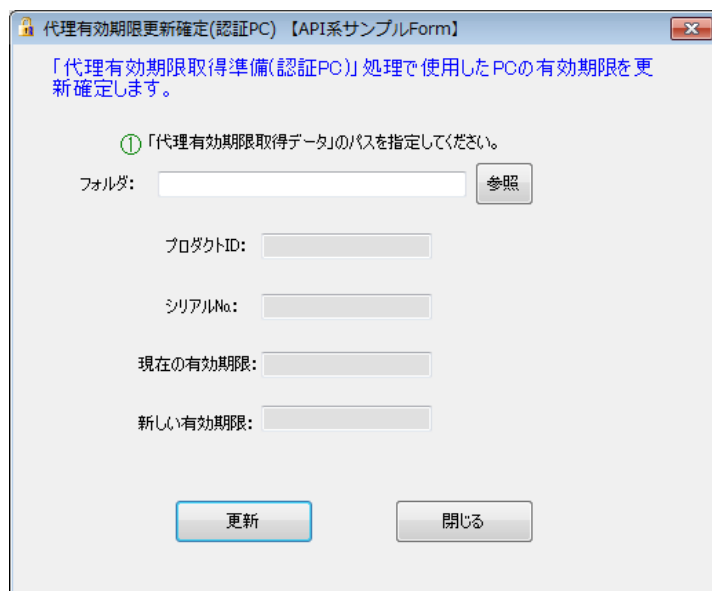 代理有効期限更新確定(認証PC) 【API系サンプルForm】
「代理有効期限取得準備(認証PC)」処理で使用したPCの有効期限を更
新確定します。
①「代理有効期限取得データ」のパスを指定してください。
フォルダ: 参照
プロダクトID:
シリアルNo.:
現在の有効期限:
新しい有効期限:
更新 閉じる